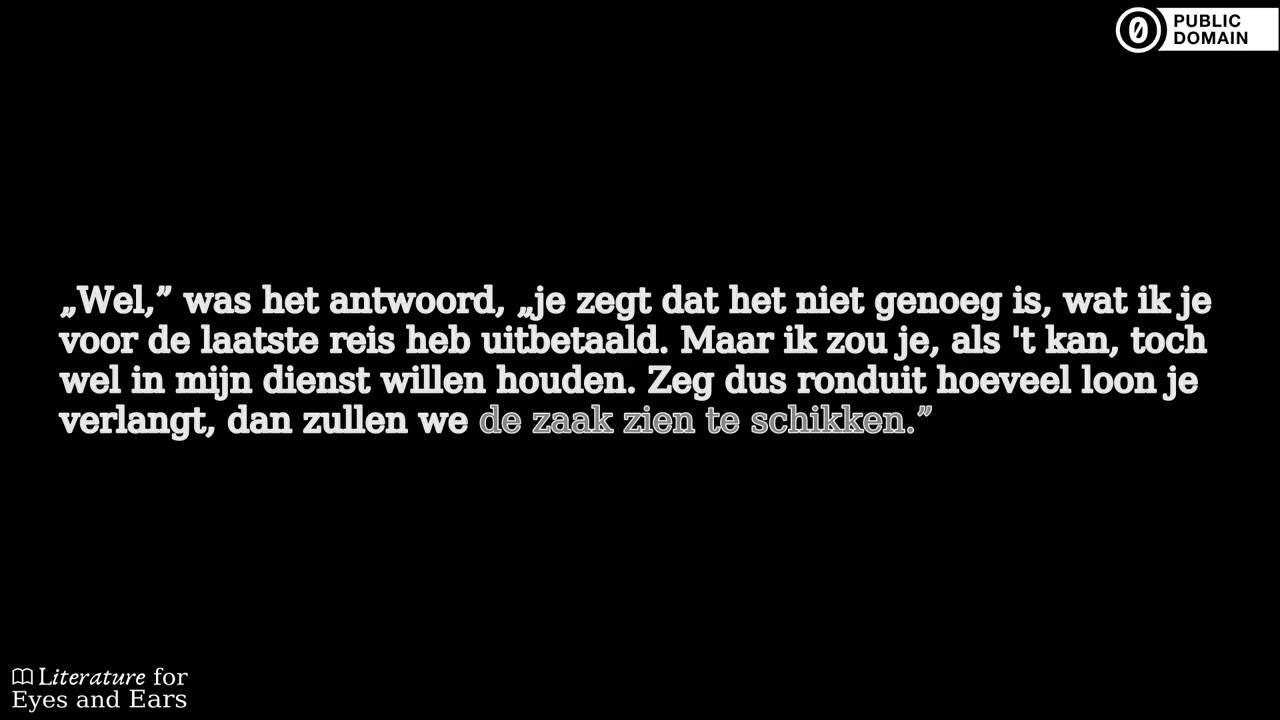 PUBLIC
DOMAIN
„Wel,” was het antwoord, „je zegt dat het niet genoeg is, wat ik je
voor de laatste reis heb uitbetaald. Maar ik zou je, als 't kan, toch
wel in mijn dienst willen houden. Zeg dus ronduit hoeveel loon je
verlangt, dan zullen we de zaak zien te schikken.”
Literature for
Eyes and Ears